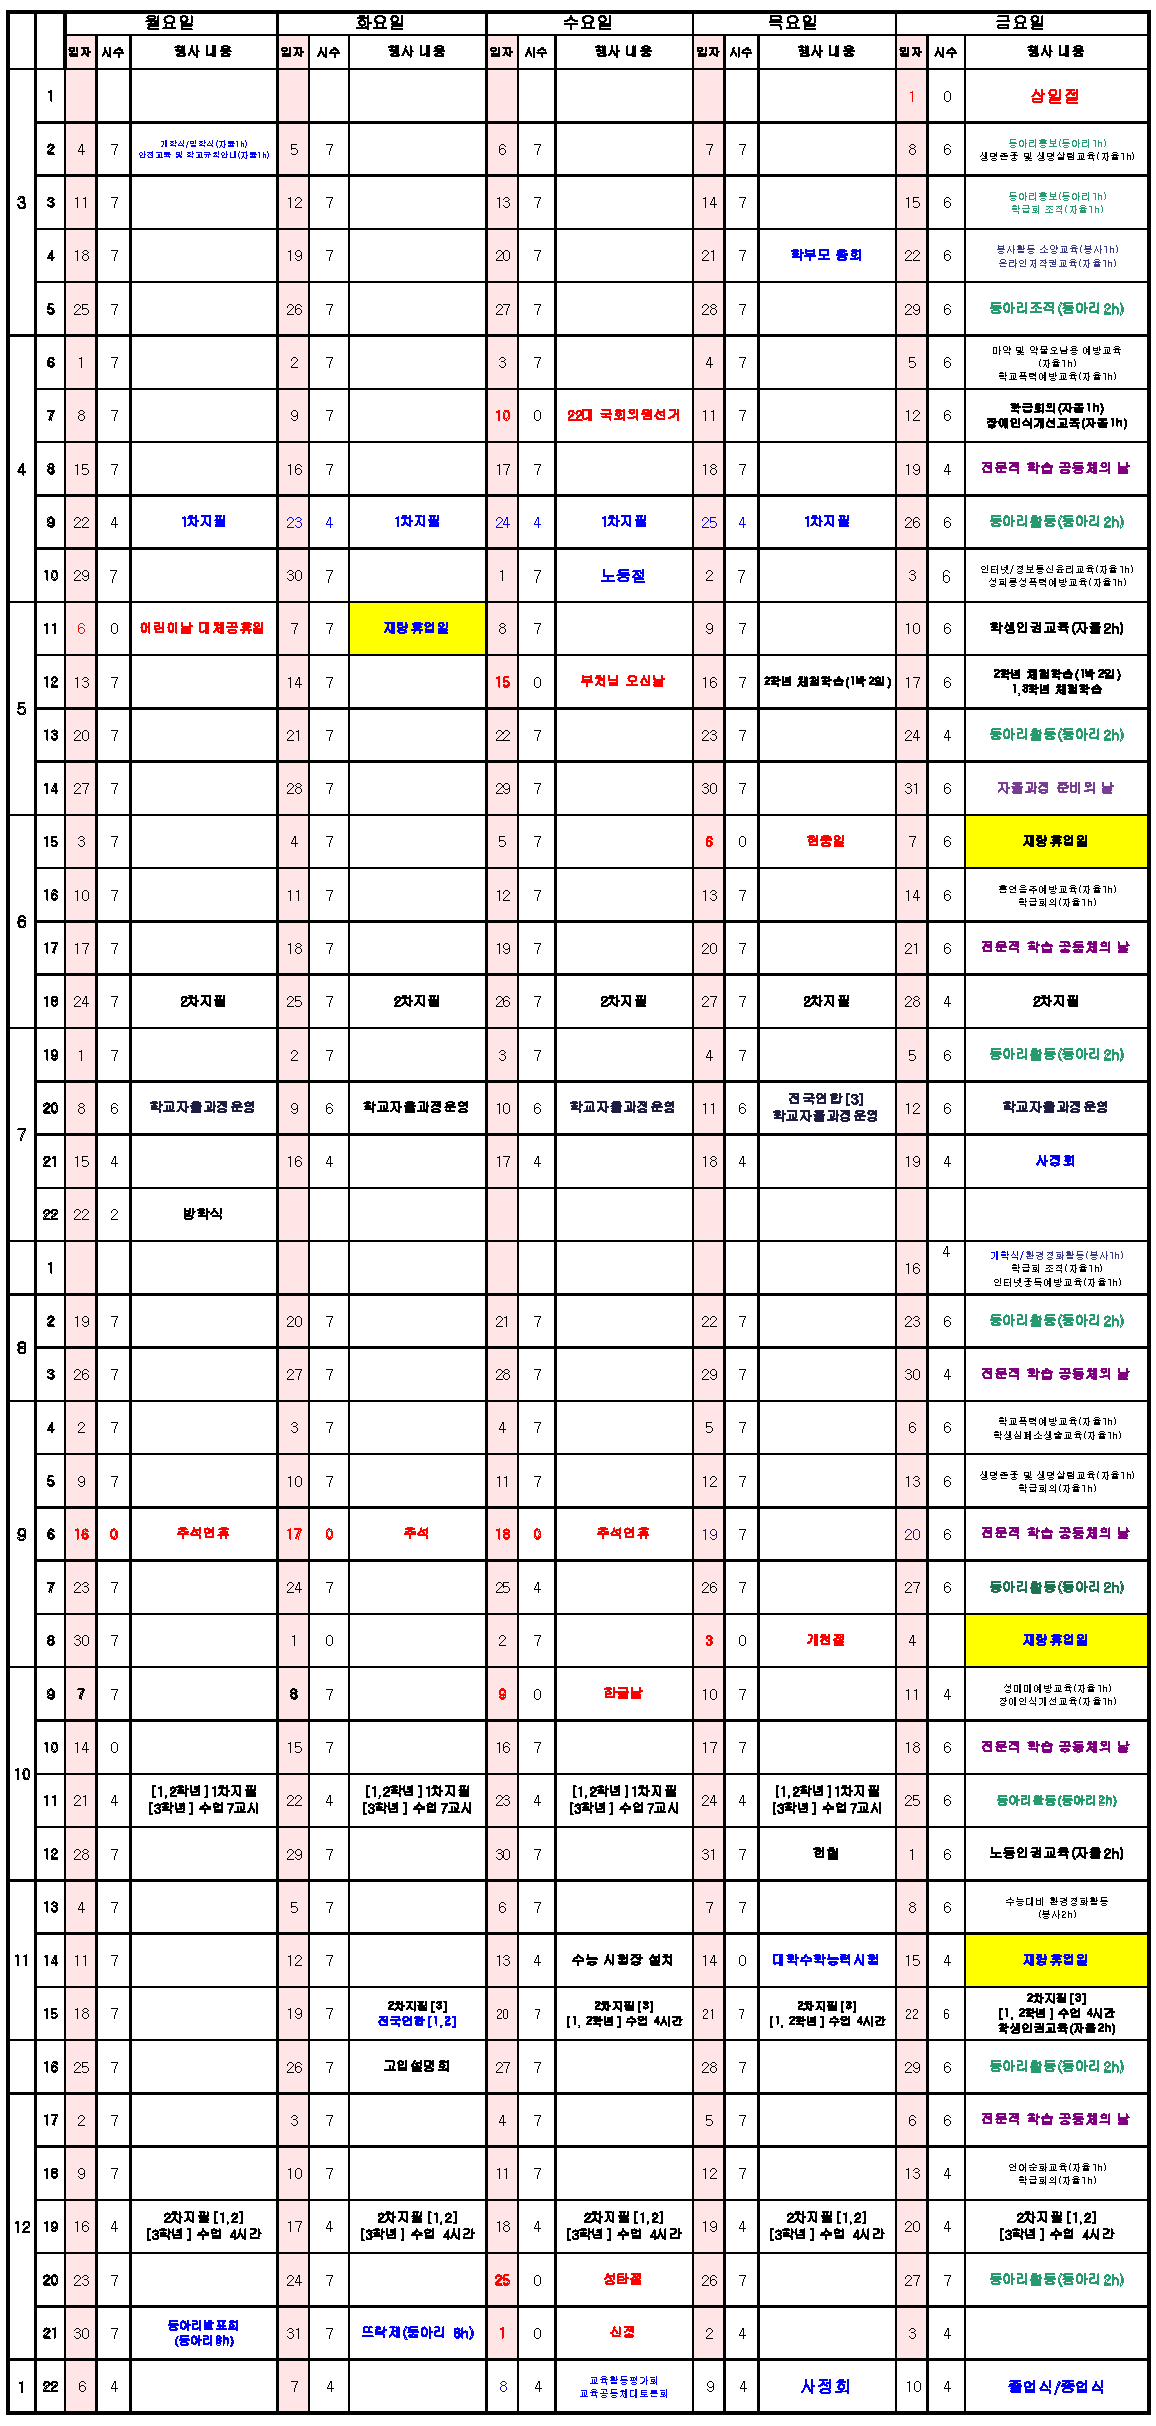 월요일 화요일 수요일 목요일 금요일
일자 시수 행사 내용 일자 시수 행사 내용 일자 시수 행사 내용 일자 시수 행사 내용 일자 시수 행사 내용
3
1 1 0 삼일절
2 4 7 개학식/입학식(자율1h)
안전교육 및 학교규칙안내(자율1h)
5 7 6 7 7 7 8 6 동아리홍보(동아리1h)
생명존중 및 생명살림교육(자율1h)
3 11 7 12 7 13 7 14 7 15 6 동아리홍보(동아리1h)
학급회 조직(자율1h)
4 18 7 19 7 20 7 21 7 학부모 총회 22 6 봉사활동 소양교육(봉사1h)
온라인저작권교육(자율1h)
5 25 7 26 7 27 7 28 7 29 6 동아리조직(동아리2h)
4
6 1 7 2 7 3 7 4 7 5 6 마약 및 약물오남용 예방교육
(자율1h)
학교폭력예방교육(자율1h)
7 8 7 9 7 10 0 22대 국회의원선거 11 7 12 6 학급회의(자율1h)
장애인식개선교육(자율1h)
8 15 7 16 7 17 7 18 7 19 4 전문적 학습 공동체의 날
9 22 4 1차지필 23 4 1차지필 24 4 1차지필 25 4 1차지필 26 6 동아리활동(동아리2h)
10 29 7 30 7 1 7 노동절 2 7 3 6 인터넷/정보통신윤리교육(자율1h)
성희롱성폭력예방교육(자율1h)
5
11 6 0 어린이날 대체공휴일 7 7 재량휴업일 8 7 9 7 10 6 학생인권교육(자율2h)
12 13 7 14 7 15 0 부처님 오신날 16 7 2학년 체험학습(1박2일) 17 6 2학년 체험학습(1박2일)
1,3학년 체험학습
13 20 7 21 7 22 7 23 7 24 4 동아리활동(동아리2h)
14 27 7 28 7 29 7 30 7 31 6 자율과정 준비의 날
6
15 3 7 4 7 5 7 6 0 현충일 7 6 재량휴업일
16 10 7 11 7 12 7 13 7 14 6 흡연음주예방교육(자율1h)
학급회의(자율1h)
17 17 7 18 7 19 7 20 7 21 6 전문적 학습 공동체의 날
18 24 7 2차지필 25 7 2차지필 26 7 2차지필 27 7 2차지필 28 4 2차지필
7
19 1 7 2 7 3 7 4 7 5 6 동아리활동(동아리2h)
20 8 6 학교자율과정운영 9 6 학교자율과정운영 10 6 학교자율과정운영 11 6 전국연합[3]
학교자율과정운영
12 6 학교자율과정운영
21 15 4 16 4 17 4 18 4 19 4 사정회
22 22 2 방학식
8
1 16 4 개학식/환경정화활동(봉사1h)
학급회 조직(자율1h)
인터넷중독예방교육(자율1h)
2 19 7 20 7 21 7 22 7 23 6 동아리활동(동아리2h)
3 26 7 27 7 28 7 29 7 30 4 전문적 학습 공동체의 날
9
4 2 7 3 7 4 7 5 7 6 6 학교폭력예방교육(자율1h)
학생심폐소생술교육(자율1h)
5 9 7 10 7 11 7 12 7 13 6 생명존중 및 생명살림교육(자율1h)
학급회의(자율1h)
6 16 0 추석연휴 17 0 추석 18 0 추석연휴 19 7 20 6 전문적 학습 공동체의 날
7 23 7 24 7 25 4 26 7 27 6 동아리활동(동아리2h)
8 30 7 1 0 2 7 3 0 개천절 4 재량휴업일
10
9 7 7 8 7 9 0 한글날 10 7 11 4 성매매예방교육(자율1h)
장애인식개선교육(자율1h)
10 14 0 15 7 16 7 17 7 18 6 전문적 학습 공동체의 날
11 21 4 [1,2학년]1차지필
[3학년] 수업7교시
22 4 [1,2학년]1차지필
[3학년] 수업7교시
23 4 [1,2학년]1차지필
[3학년] 수업7교시
24 4 [1,2학년]1차지필
[3학년] 수업7교시
25 6 동아리활동(동아리2h)
12 28 7 29 7 30 7 31 7 헌혈 1 6 노동인권교육(자율2h)
11
13 4 7 5 7 6 7 7 7 8 6 수능대비 환경정화활동
(봉사2h)
14 11 7 12 7 13 4 수능 시험장 설치 14 0 대학수학능력시험 15 4 재량휴업일
15 18 7 19 7 2차지필[3]
전국연합[1,2]
20 7 2차지필[3]
[1, 2학년] 수업 4시간
21 7 2차지필[3]
[1, 2학년] 수업 4시간
22 6 2차지필[3]
[1, 2학년] 수업 4시간
학생인권교육(자율2h)
16 25 7 26 7 고입설명회 27 7 28 7 29 6 동아리활동(동아리2h)
12
17 2 7 3 7 4 7 5 7 6 6 전문적 학습 공동체의 날
18 9 7 10 7 11 7 12 7 13 4 언어순화교육(자율1h)
학급회의(자율1h)
19 16 4 2차지필[1,2]
[3학년] 수업 4시간
17 4 2차지필[1,2]
[3학년] 수업 4시간
18 4 2차지필[1,2]
[3학년] 수업 4시간
19 4 2차지필[1,2]
[3학년] 수업 4시간
20 4 2차지필[1,2]
[3학년] 수업 4시간
20 23 7 24 7 25 0 성탄절 26 7 27 7 동아리활동(동아리2h)
21 30 7 동아리발표회
(동아리6h)
31 7 뜨락제(동아리 6h) 1 0 신정 2 4 3 4
1
22 6 4 7 4 8 4 교육활동평가회
교육공동체대토론회
9 4 사정회 10 4 졸업식/종업식